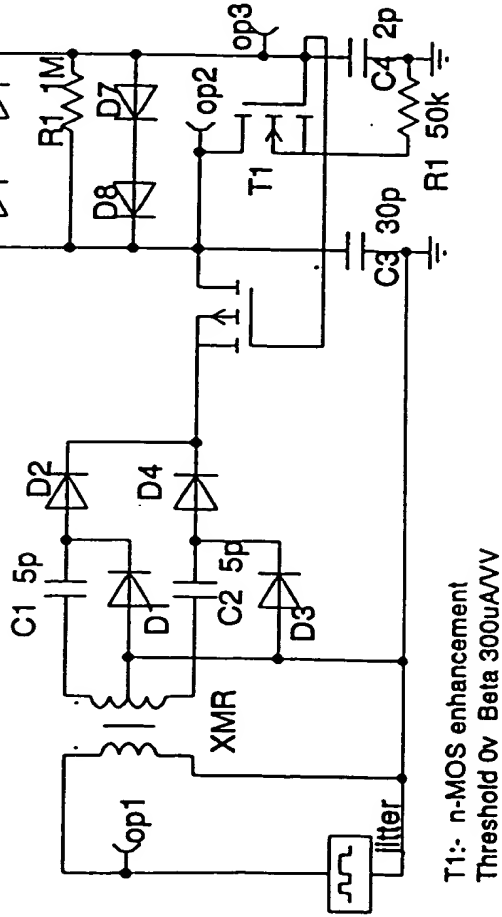 op3
2p
C4
R1 1M
D7
op2
D8
T1
R1 50k
30p
C3
D2
D4
C1 5p
D1
5p
C2
D3
XMR
op1
jitter
T1:- n-MOS enhancement
Threshold 0v Beta 300uA/VV